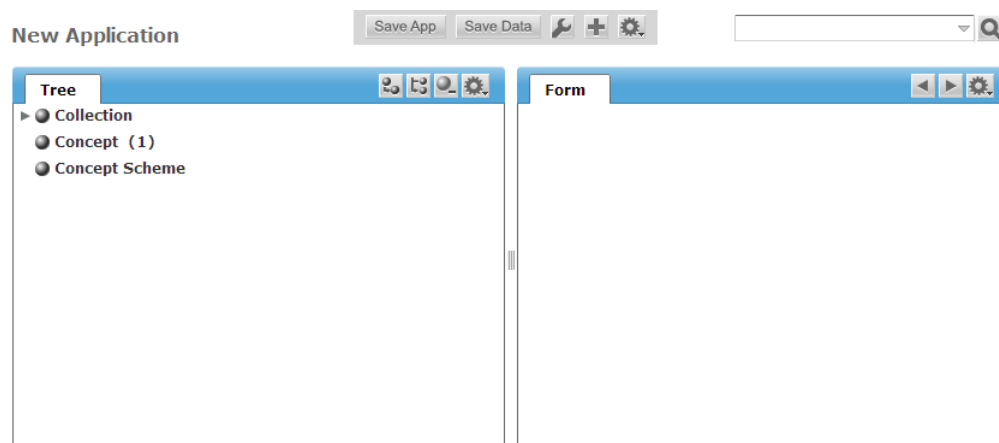 New Application
Save App Save Data
Tree
Form
Collection
Concept (1)
Concept Scheme